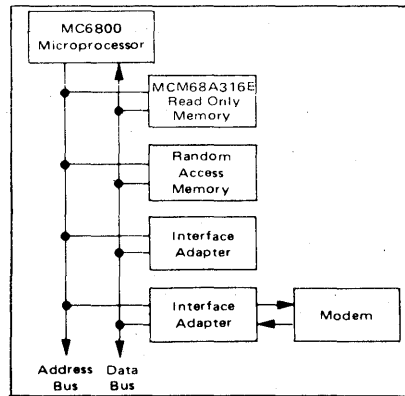 MC6800
Microprocessor
MCM68A316E
Read Only
Memory
Random
Access
Memory
Interface
Adapter
Interface
Adapter
Modem
Address
Bus
Data
Bus